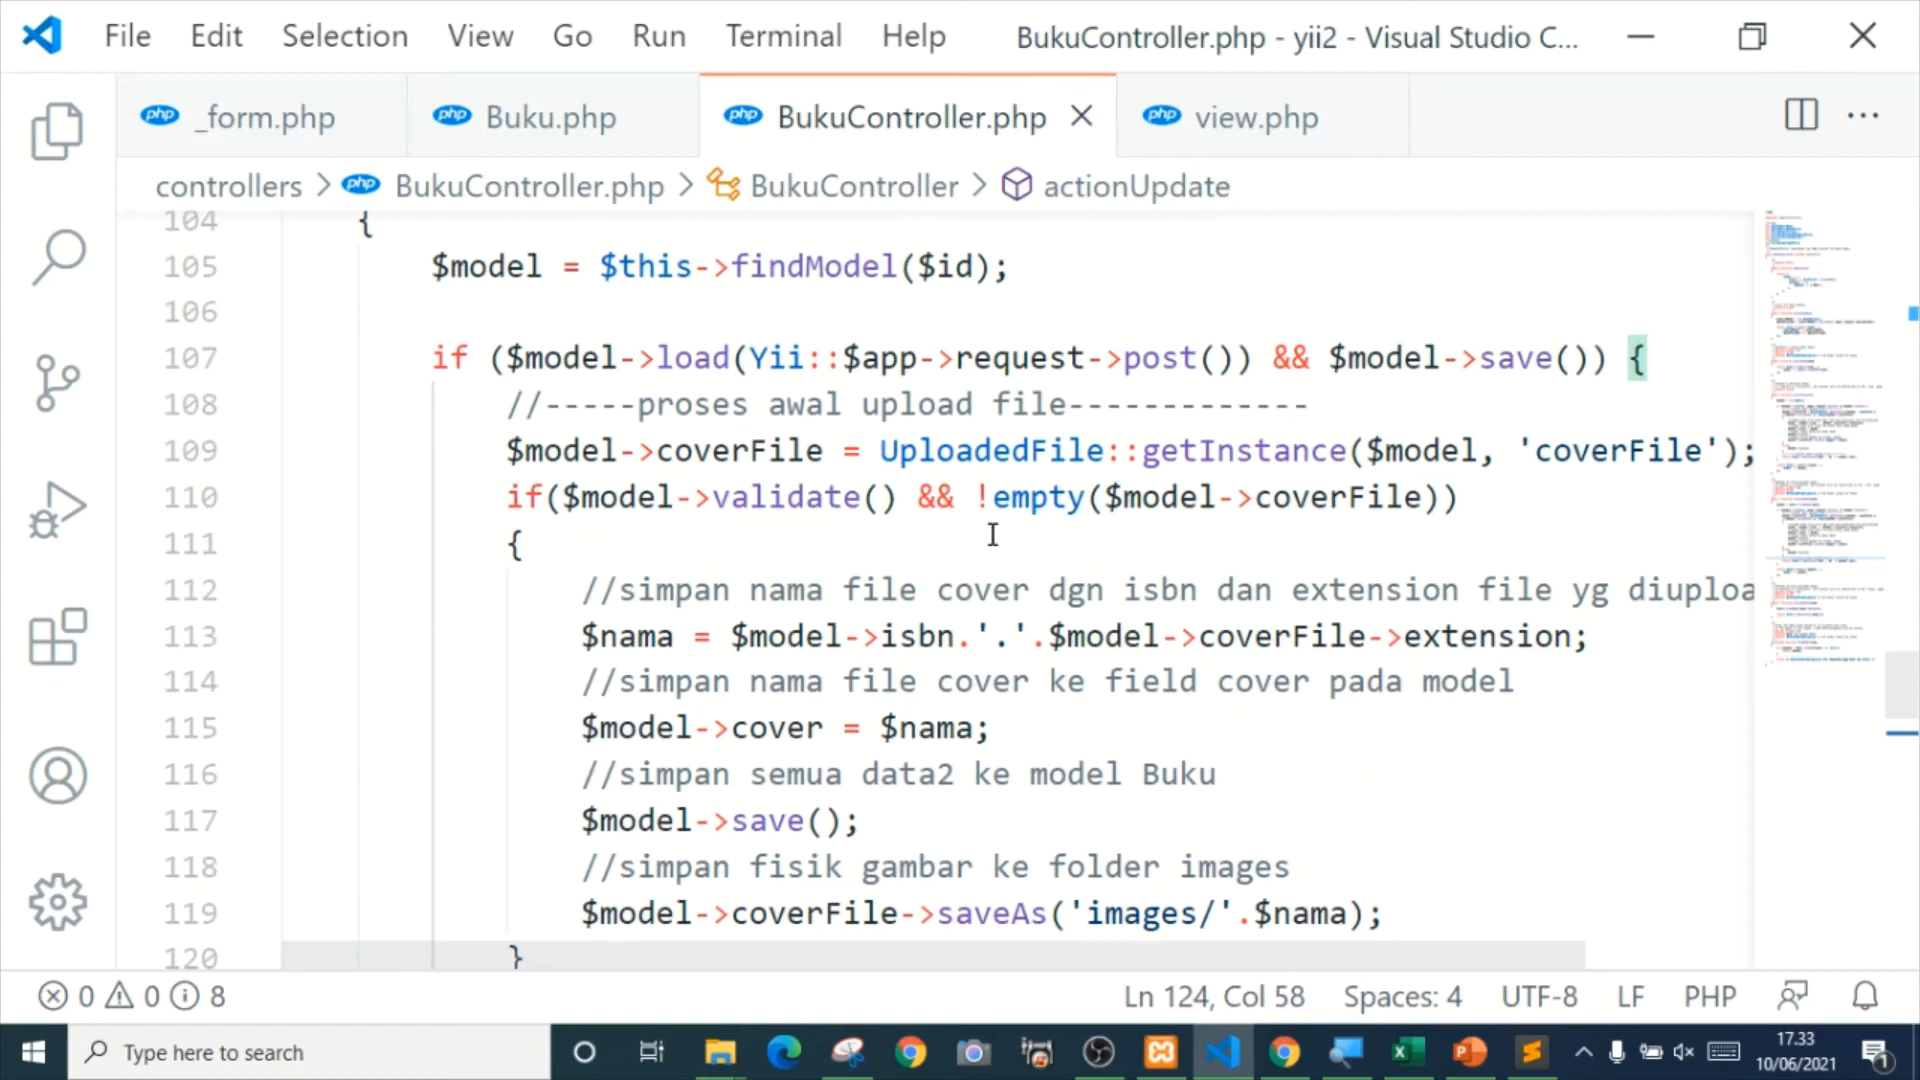 File Edit Selection View Go Run Terminal Help BukuController.php - yii2 - Visual Studio C...
php _form.php php Buku.php php BukuController.php php view.php
controllers > php BukuController.php > BukuController > actionUpdate
104 {
105 $model = $this->findModel($id);
106
107 if ($model->load(Yii::$app->request->post()) && $model->save()) {
108 //-----proses awal upload file-------------
109 $model->coverFile = UploadedFile::getInstance($model, 'coverFile');
110 if($model->validate() && !empty($model->coverFile))
111 {
112 //simpan nama file cover dgn isbn dan extension file yg diuploa
113 $nama = $model->isbn.'.'.$model->coverFile->extension;
114 //simpan nama file cover ke field cover pada model
115 $model->cover = $nama;
116 //simpan semua data2 ke model Buku
117 $model->save();
118 //simpan fisik gambar ke folder images
119 $model->coverFile->saveAs('images/'.$nama);
120 }
0 0 8 Ln 124, Col 58 Spaces: 4 UTF-8 LF PHP
Type here to search 17.33
10/06/2021 1